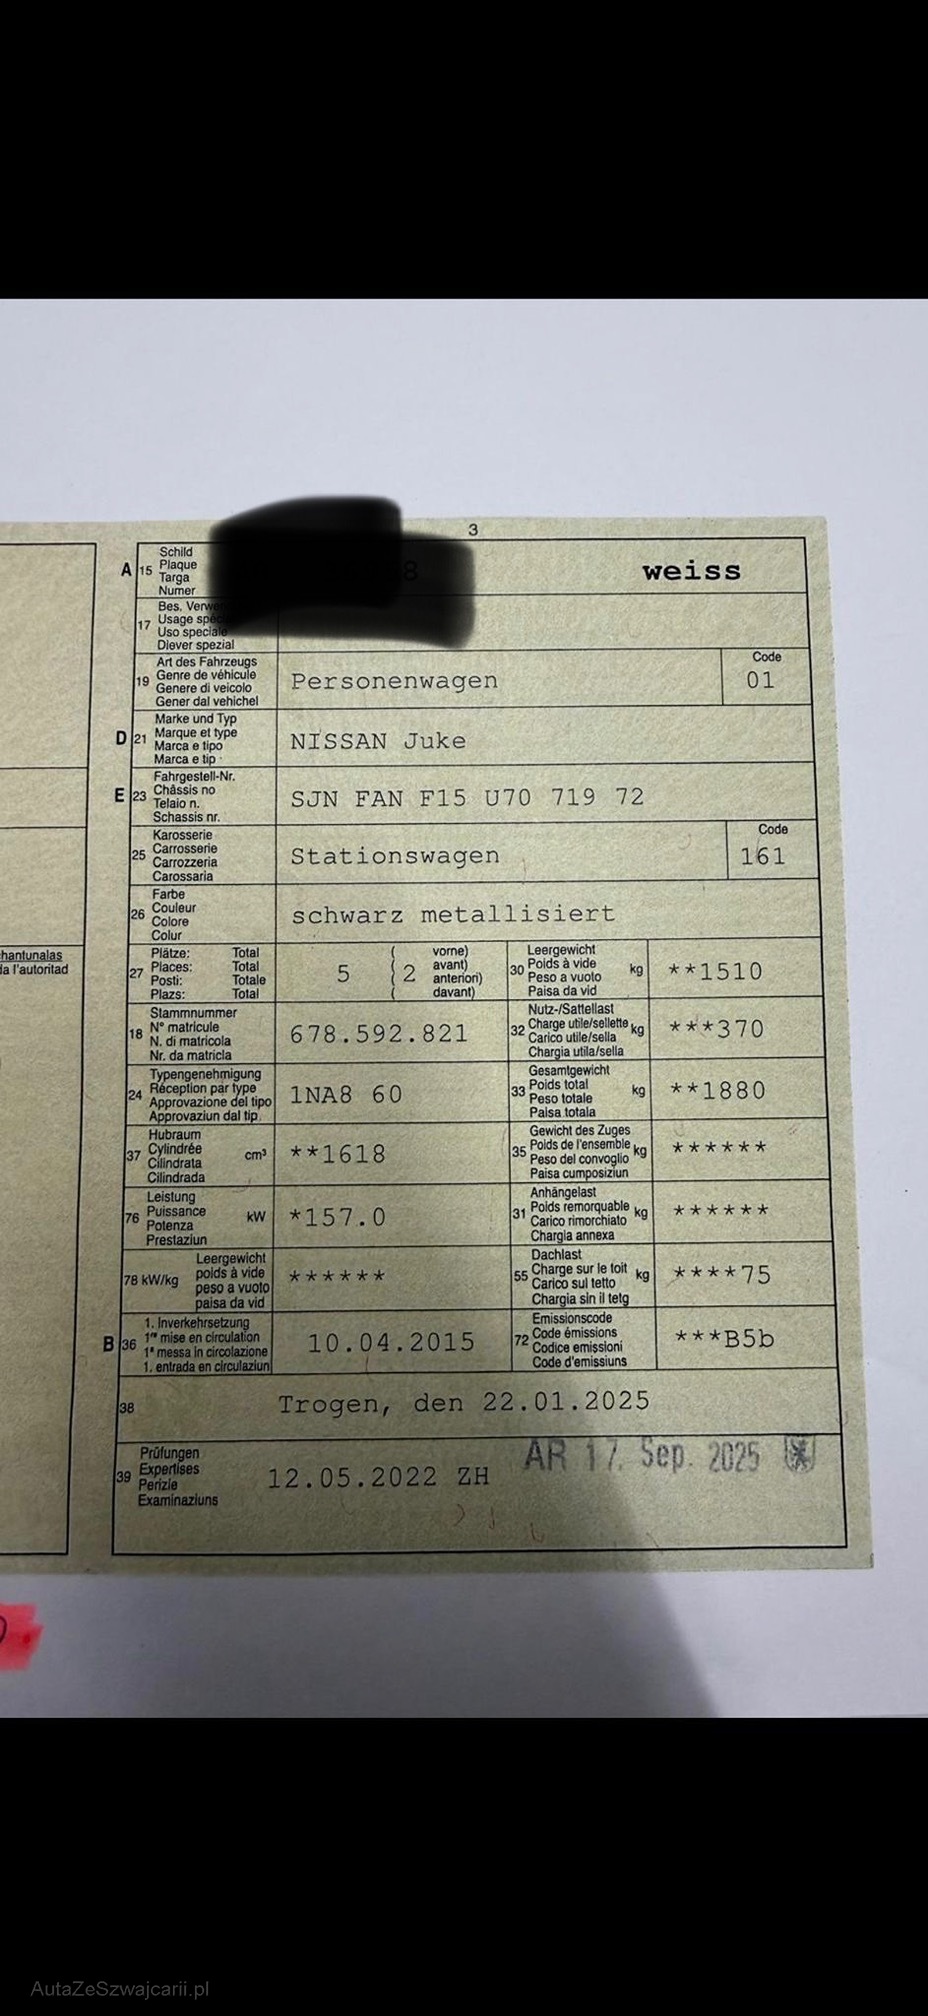 3
A 15 Schild
Plaque
Targa
Numer
8 weiss
17 Bes.
Usage
Uso speciale
Diever spezial
19 Art des Fahrzeugs
Genre de véhicule
Genere di veicolo
Gener dal vehichel
Personenwagen
Code
01
D 21 Marke und Typ
Marque et type
Marca e tipo
Marca e tip
NISSAN Juke
E 23 Fahrgestell-Nr.
Châssis no
Telaio n.
Schassis nr.
SJN FAN F15 U70 719 72
25 Karosserie
Carrosserie
Carrozzeria
Carossaria
Stationswagen
Code
161
26 Farbe
Couleur
Colore
Colur
schwarz metallisiert
hantunalas
da l'autoritad
27 Plätze: Total
Places: Total
Posti: Totale
Plazs: Total
5 ( 2 vorne)
( avant)
( anteriori)
( davant)
30 Leergewicht
Poids à vide
Peso a vuoto
Paisa da vid
kg **1510
18 Stammnummer
N° matricule
N. di matricola
Nr. da matricla
678.592.821
32 Nutz-/Sattellast
Charge utile/sellette
Carico utile/sella
Chargia utila/sella
kg ***370
24 Typengenehmigung
Réception par type
Approvazione del tipo
Approvaziun dal tip
1NA8 60
33 Gesamtgewicht
Poids total
Peso totale
Paisa totala
kg **1880
37 Hubraum
Cylindrée
Cilindrata
Cilindrada
cm³ **1618
35 Gewicht des Zuges
Poids de l'ensemble
Peso del convoglio
Paisa cumposiziun
kg ******
76 Leistung
Puissance
Potenza
Prestaziun
kW *157.0
31 Anhängelast
Poids remorquable
Carico rimorchiato
Chargia annexa
kg ******
78 kW/kg Leergewicht
poids à vide
peso a vuoto
paisa da vid
******
55 Dachlast
Charge sur le toit
Carico sul tetto
Chargia sin il tetg
kg ****75
B 36 1. Inverkehrsetzung
1re mise en circulation
1a messa in circolazione
1. entrada en circulaziun
10.04.2015
72 Emissionscode
Code émissions
Codice emissioni
Code d'emissiuns
***B5b
38 Trogen, den 22.01.2025
39 Prüfungen
Expertises
Perizie
Examinaziuns
12.05.2022 ZH
AR 17. Sep. 2025
AutaZeSzwajcarii.pl